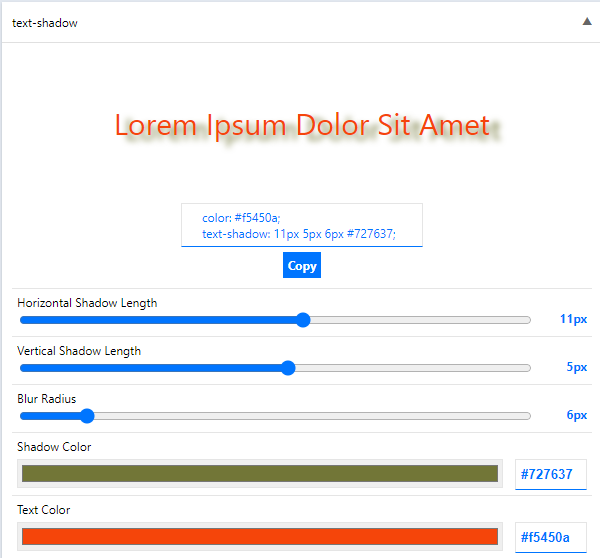 text-shadow
Lorem Ipsum Dolor Sit Amet
color: #f5450a;
text-shadow: 11px 5px 6px #727637;
Copy
Horizontal Shadow Length
11px
Vertical Shadow Length
5px
Blur Radius
6px
Shadow Color
#727637
Text Color
#f5450a